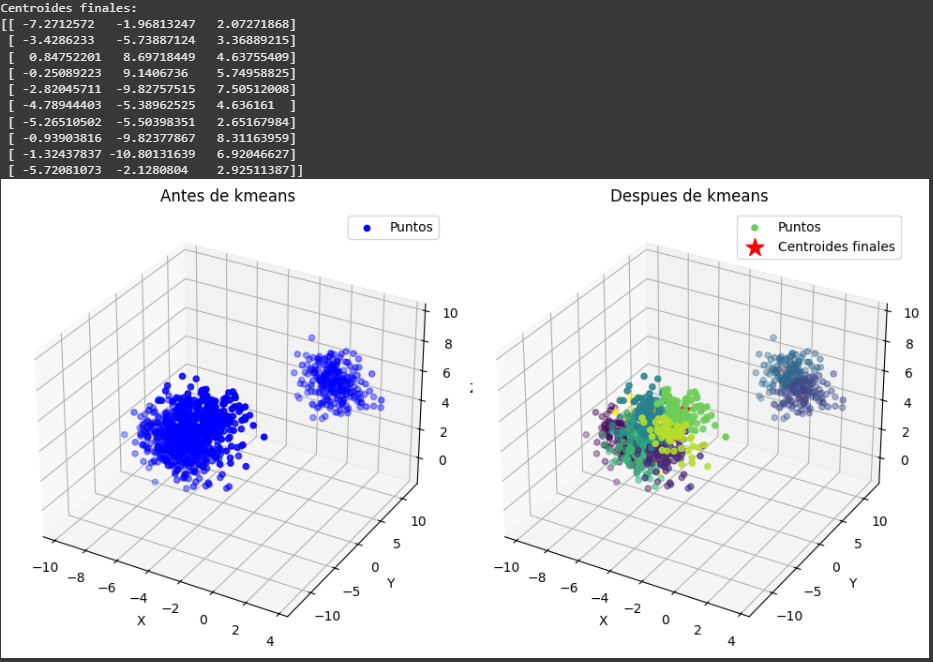 Centroides finales:
[[ -7.2712572   -1.96813247   2.07271868]
 [ -3.4286233   -5.73887124   3.36889215]
 [  0.84752201   8.69718449   4.63755409]
 [ -0.25089223   9.1406736    5.74958825]
 [ -2.82045711  -9.82757515   7.50512008]
 [ -4.78944403  -5.38962525   4.636161  ]
 [ -5.26510502  -5.50398351   2.65167984]
 [ -0.93903816  -9.82377867   8.31163959]
 [ -1.32437837 -10.80131639   6.92046627]
 [ -5.72081073  -2.1280804    2.92511387]]
Antes de kmeans
Puntos
10
8
6
4
2
0
10
5
0
−5
−10
Y
−10
−8
−6
−4
−2
0
2
4
X
Despues de kmeans
Puntos
Centroides finales
10
8
6
4
2
0
10
5
0
−5
−10
Y
−10
−8
−6
−4
−2
0
2
4
X